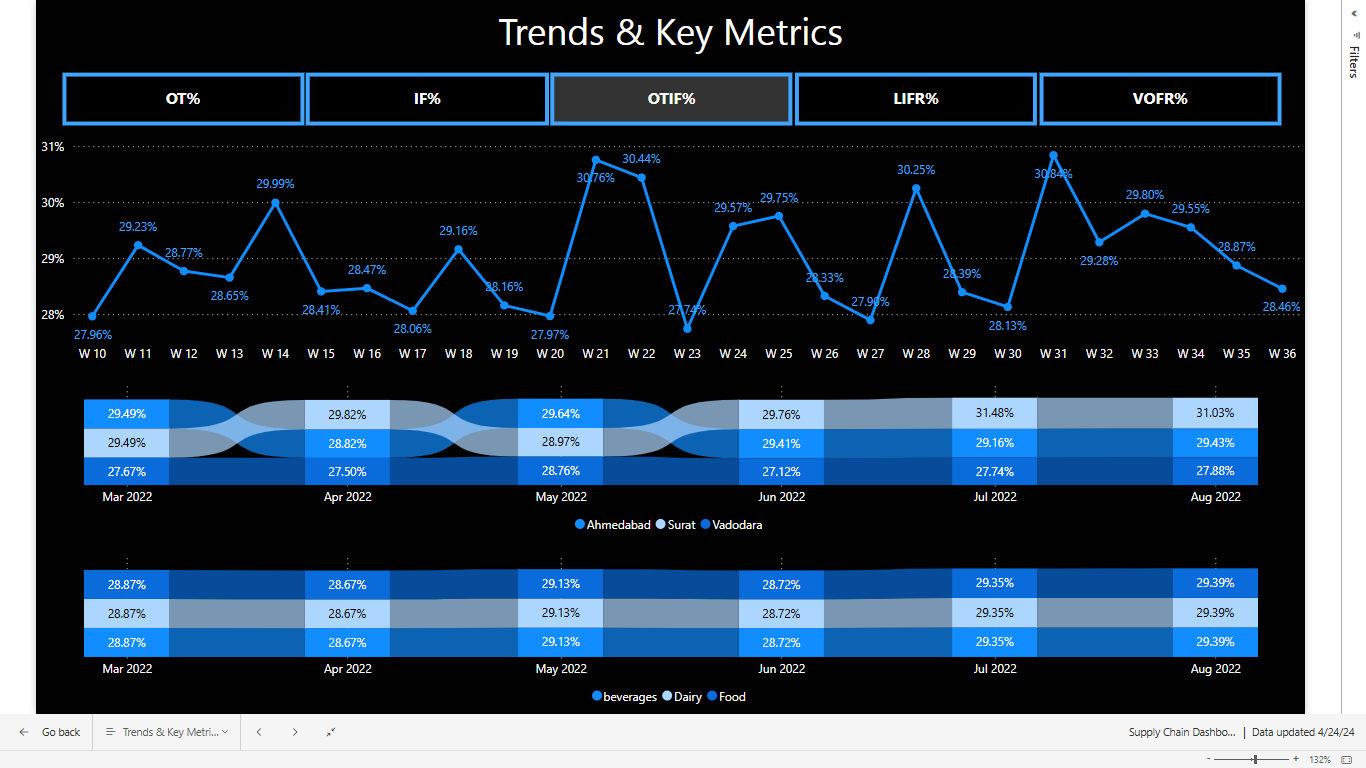 Trends & Key Metrics
Filters
OT% IF% OTIF% LIFR% VOFR%
31%
30%
29%
28%
27.96% 29.23% 28.77% 28.65% 29.99% 28.41% 28.47% 28.06% 29.16% 28.16% 27.97% 30.76% 30.44% 27.74% 29.57% 29.75% 28.33% 27.90% 30.25% 28.39% 28.13% 30.84% 29.28% 29.80% 29.55% 28.87% 28.46%
W 10 W 11 W 12 W 13 W 14 W 15 W 16 W 17 W 18 W 19 W 20 W 21 W 22 W 23 W 24 W 25 W 26 W 27 W 28 W 29 W 30 W 31 W 32 W 33 W 34 W 35 W 36
29.49% 29.82% 29.64% 29.76% 31.48% 31.03%
29.49% 28.82% 28.97% 29.41% 29.16% 29.43%
27.67% 27.50% 28.76% 27.12% 27.74% 27.88%
Mar 2022 Apr 2022 May 2022 Jun 2022 Jul 2022 Aug 2022
Ahmedabad Surat Vadodara
28.87% 28.67% 29.13% 28.72% 29.35% 29.39%
28.87% 28.67% 29.13% 28.72% 29.35% 29.39%
28.87% 28.67% 29.13% 28.72% 29.35% 29.39%
Mar 2022 Apr 2022 May 2022 Jun 2022 Jul 2022 Aug 2022
beverages Dairy Food
Go back Trends & Key Metri... Supply Chain Dashbo... | Data updated 4/24/24
- + 132%